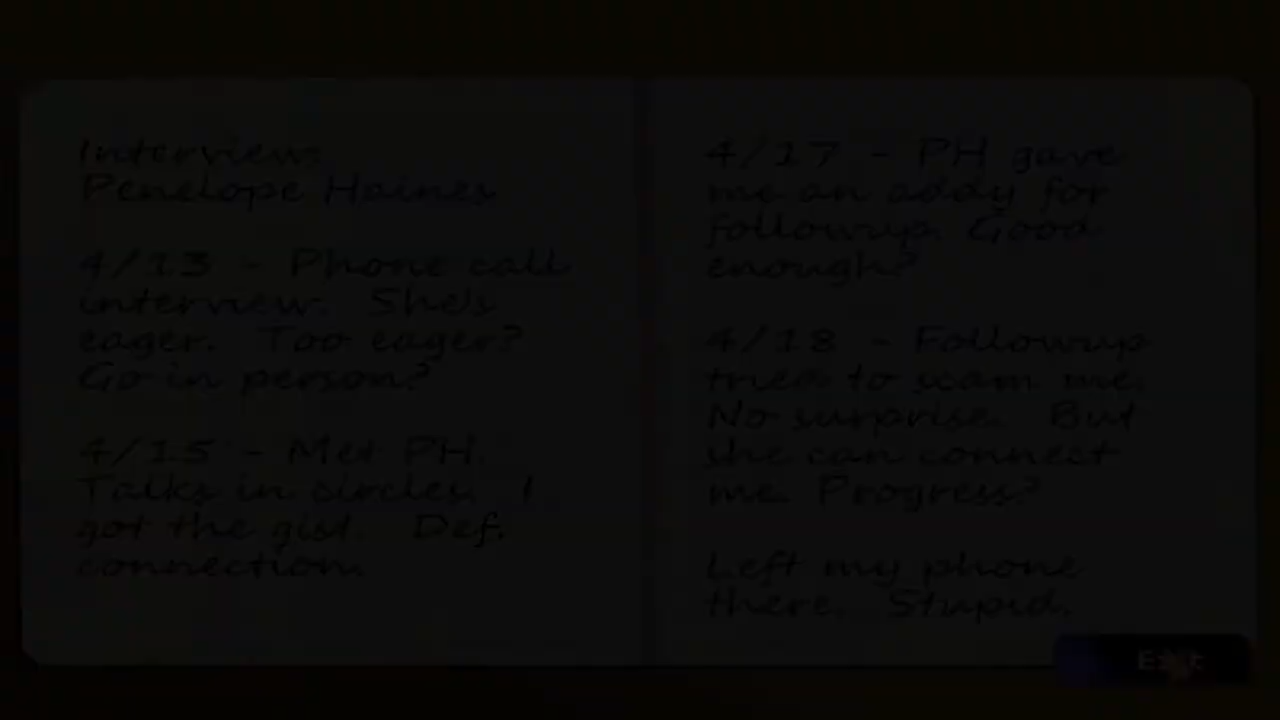 Interviews
Penelope Haines
4/13 - Phone call
interview. She's
eager. Too eager?
Go in person?
4/15 - Met PH.
Talks in circles. I
got the gist. Def.
connection.
4/17 - PH gave
me an addy for
followup. Good
enough?
4/18 - Followup
tried to scam me.
No surprise. But
she can connect
me. Progress?
Left my phone
there. Stupid.
Exit